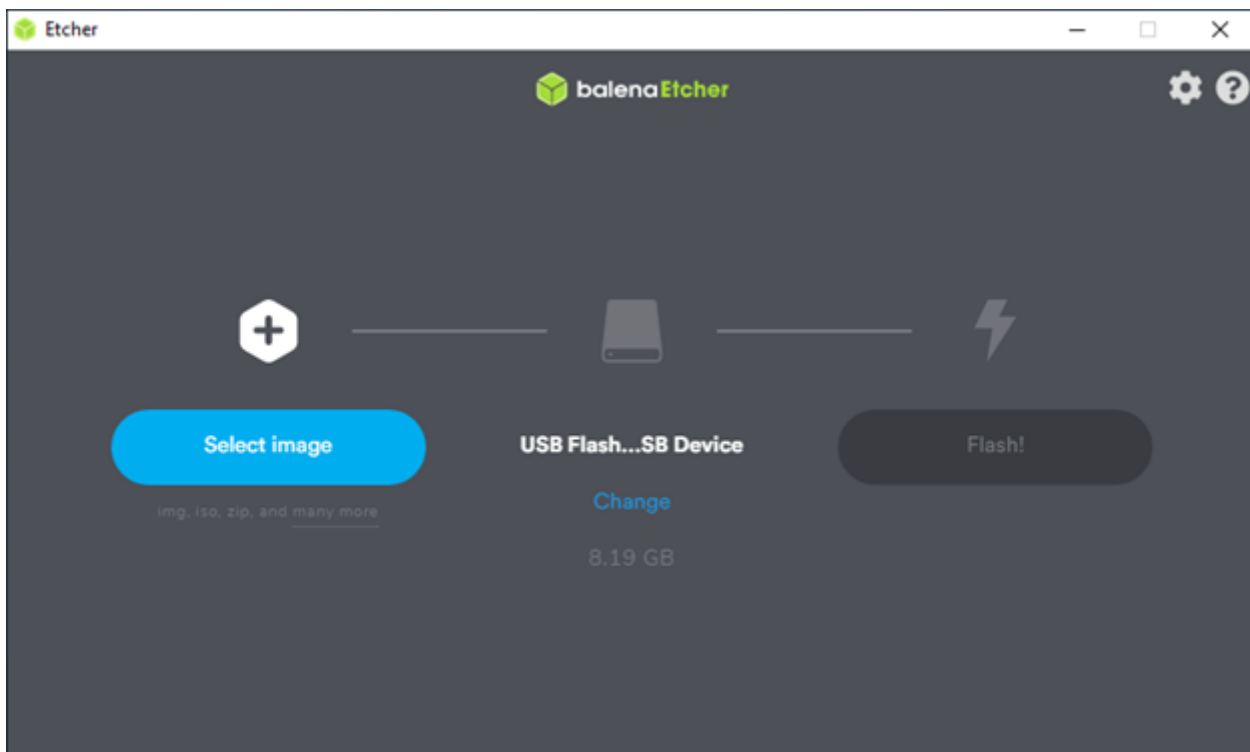 Etcher
balenaEtcher
Select image
img, iso, zip, and many more
USB Flash...SB Device
Change
8.19 GB
Flash!